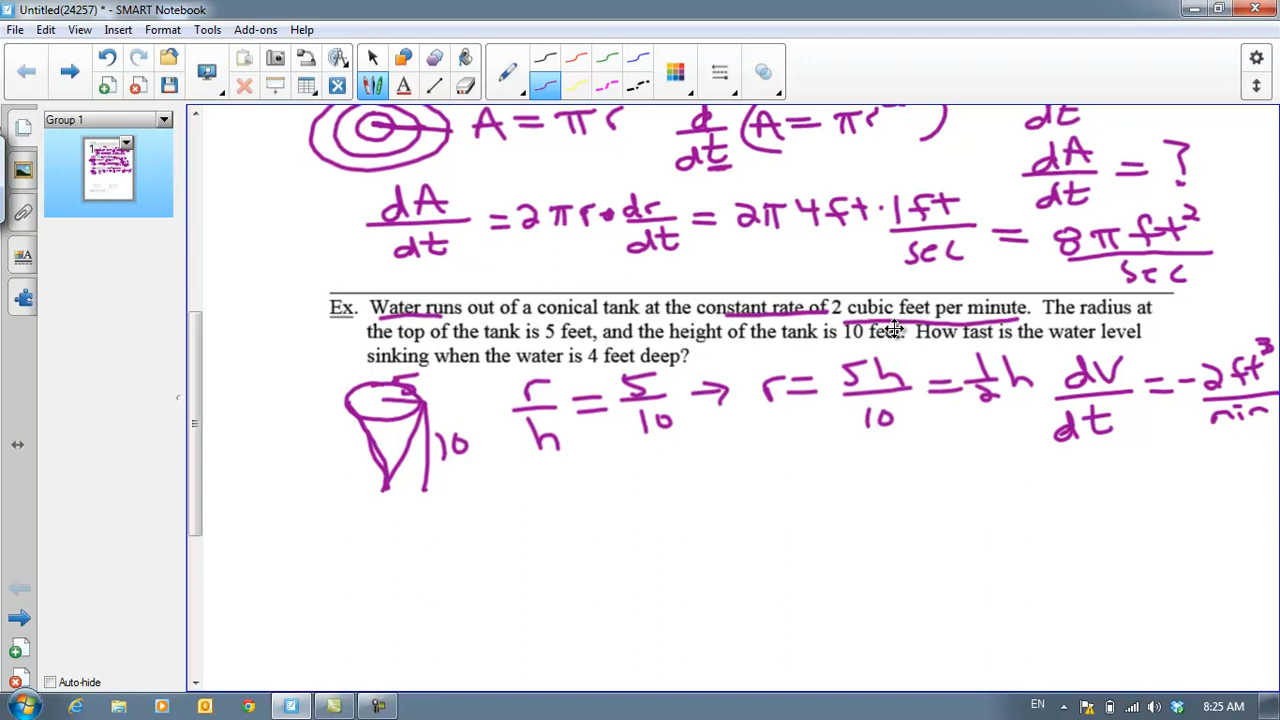 Untitled(24257) * - SMART Notebook
File Edit View Insert Format Tools Add-ons Help
Group 1
1
A = πr d/dt (A = πr ) dt
dA/dt = ?
dA/dt = 2πr • dr/dt = 2π 4ft · 1ft/sec = 8πft²/sec
Ex. Water runs out of a conical tank at the constant rate of 2 cubic feet per minute. The radius at
the top of the tank is 5 feet, and the height of the tank is 10 feet. How fast is the water level
sinking when the water is 4 feet deep?
5
10
r/h = 5/10 → r = 5h/10 = 1/2 h dV/dt = -2ft³/min
Auto-hide
EN 8:25 AM